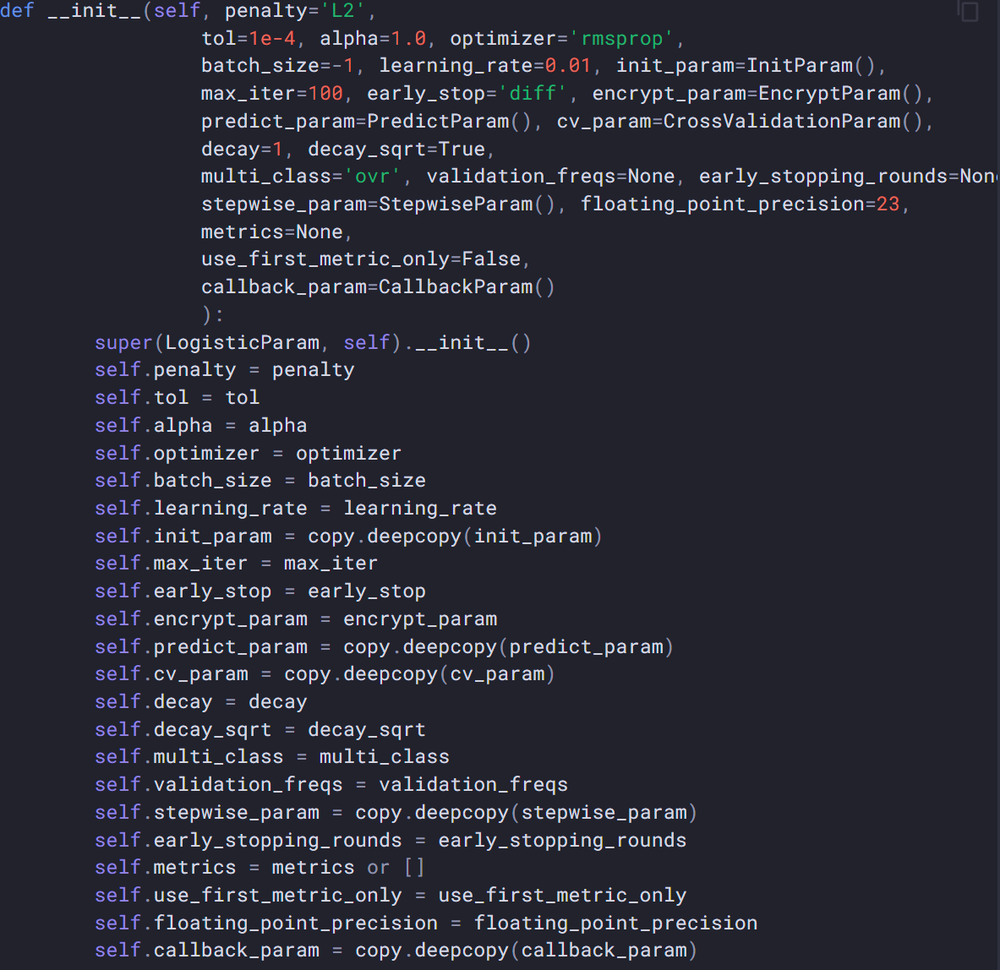 def __init__(self, penalty='L2',
tol=1e-4, alpha=1.0, optimizer='rmsprop',
batch_size=-1, learning_rate=0.01, init_param=InitParam(),
max_iter=100, early_stop='diff', encrypt_param=EncryptParam(),
predict_param=PredictParam(), cv_param=CrossValidationParam(),
decay=1, decay_sqrt=True,
multi_class='ovr', validation_freqs=None, early_stopping_rounds=Non
stepwise_param=StepwiseParam(), floating_point_precision=23,
metrics=None,
use_first_metric_only=False,
callback_param=CallbackParam()
):
super(LogisticParam, self).__init__()
self.penalty = penalty
self.tol = tol
self.alpha = alpha
self.optimizer = optimizer
self.batch_size = batch_size
self.learning_rate = learning_rate
self.init_param = copy.deepcopy(init_param)
self.max_iter = max_iter
self.early_stop = early_stop
self.encrypt_param = encrypt_param
self.predict_param = copy.deepcopy(predict_param)
self.cv_param = copy.deepcopy(cv_param)
self.decay = decay
self.decay_sqrt = decay_sqrt
self.multi_class = multi_class
self.validation_freqs = validation_freqs
self.stepwise_param = copy.deepcopy(stepwise_param)
self.early_stopping_rounds = early_stopping_rounds
self.metrics = metrics or []
self.use_first_metric_only = use_first_metric_only
self.floating_point_precision = floating_point_precision
self.callback_param = copy.deepcopy(callback_param)